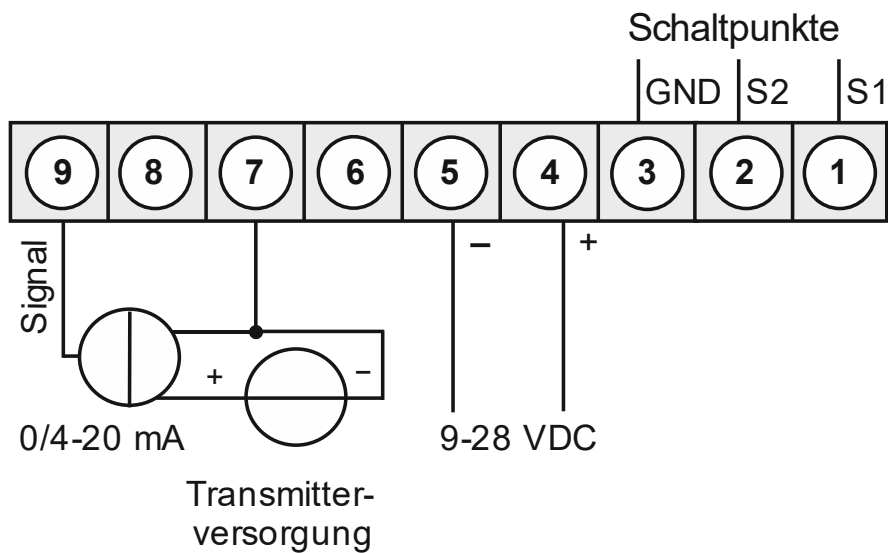 Schaltpunkte
GND S2 S1
9 8 7 6 5 4 3 2 1
– +
Signal
+ –
0/4-20 mA
9-28 VDC
Transmitter-
versorgung